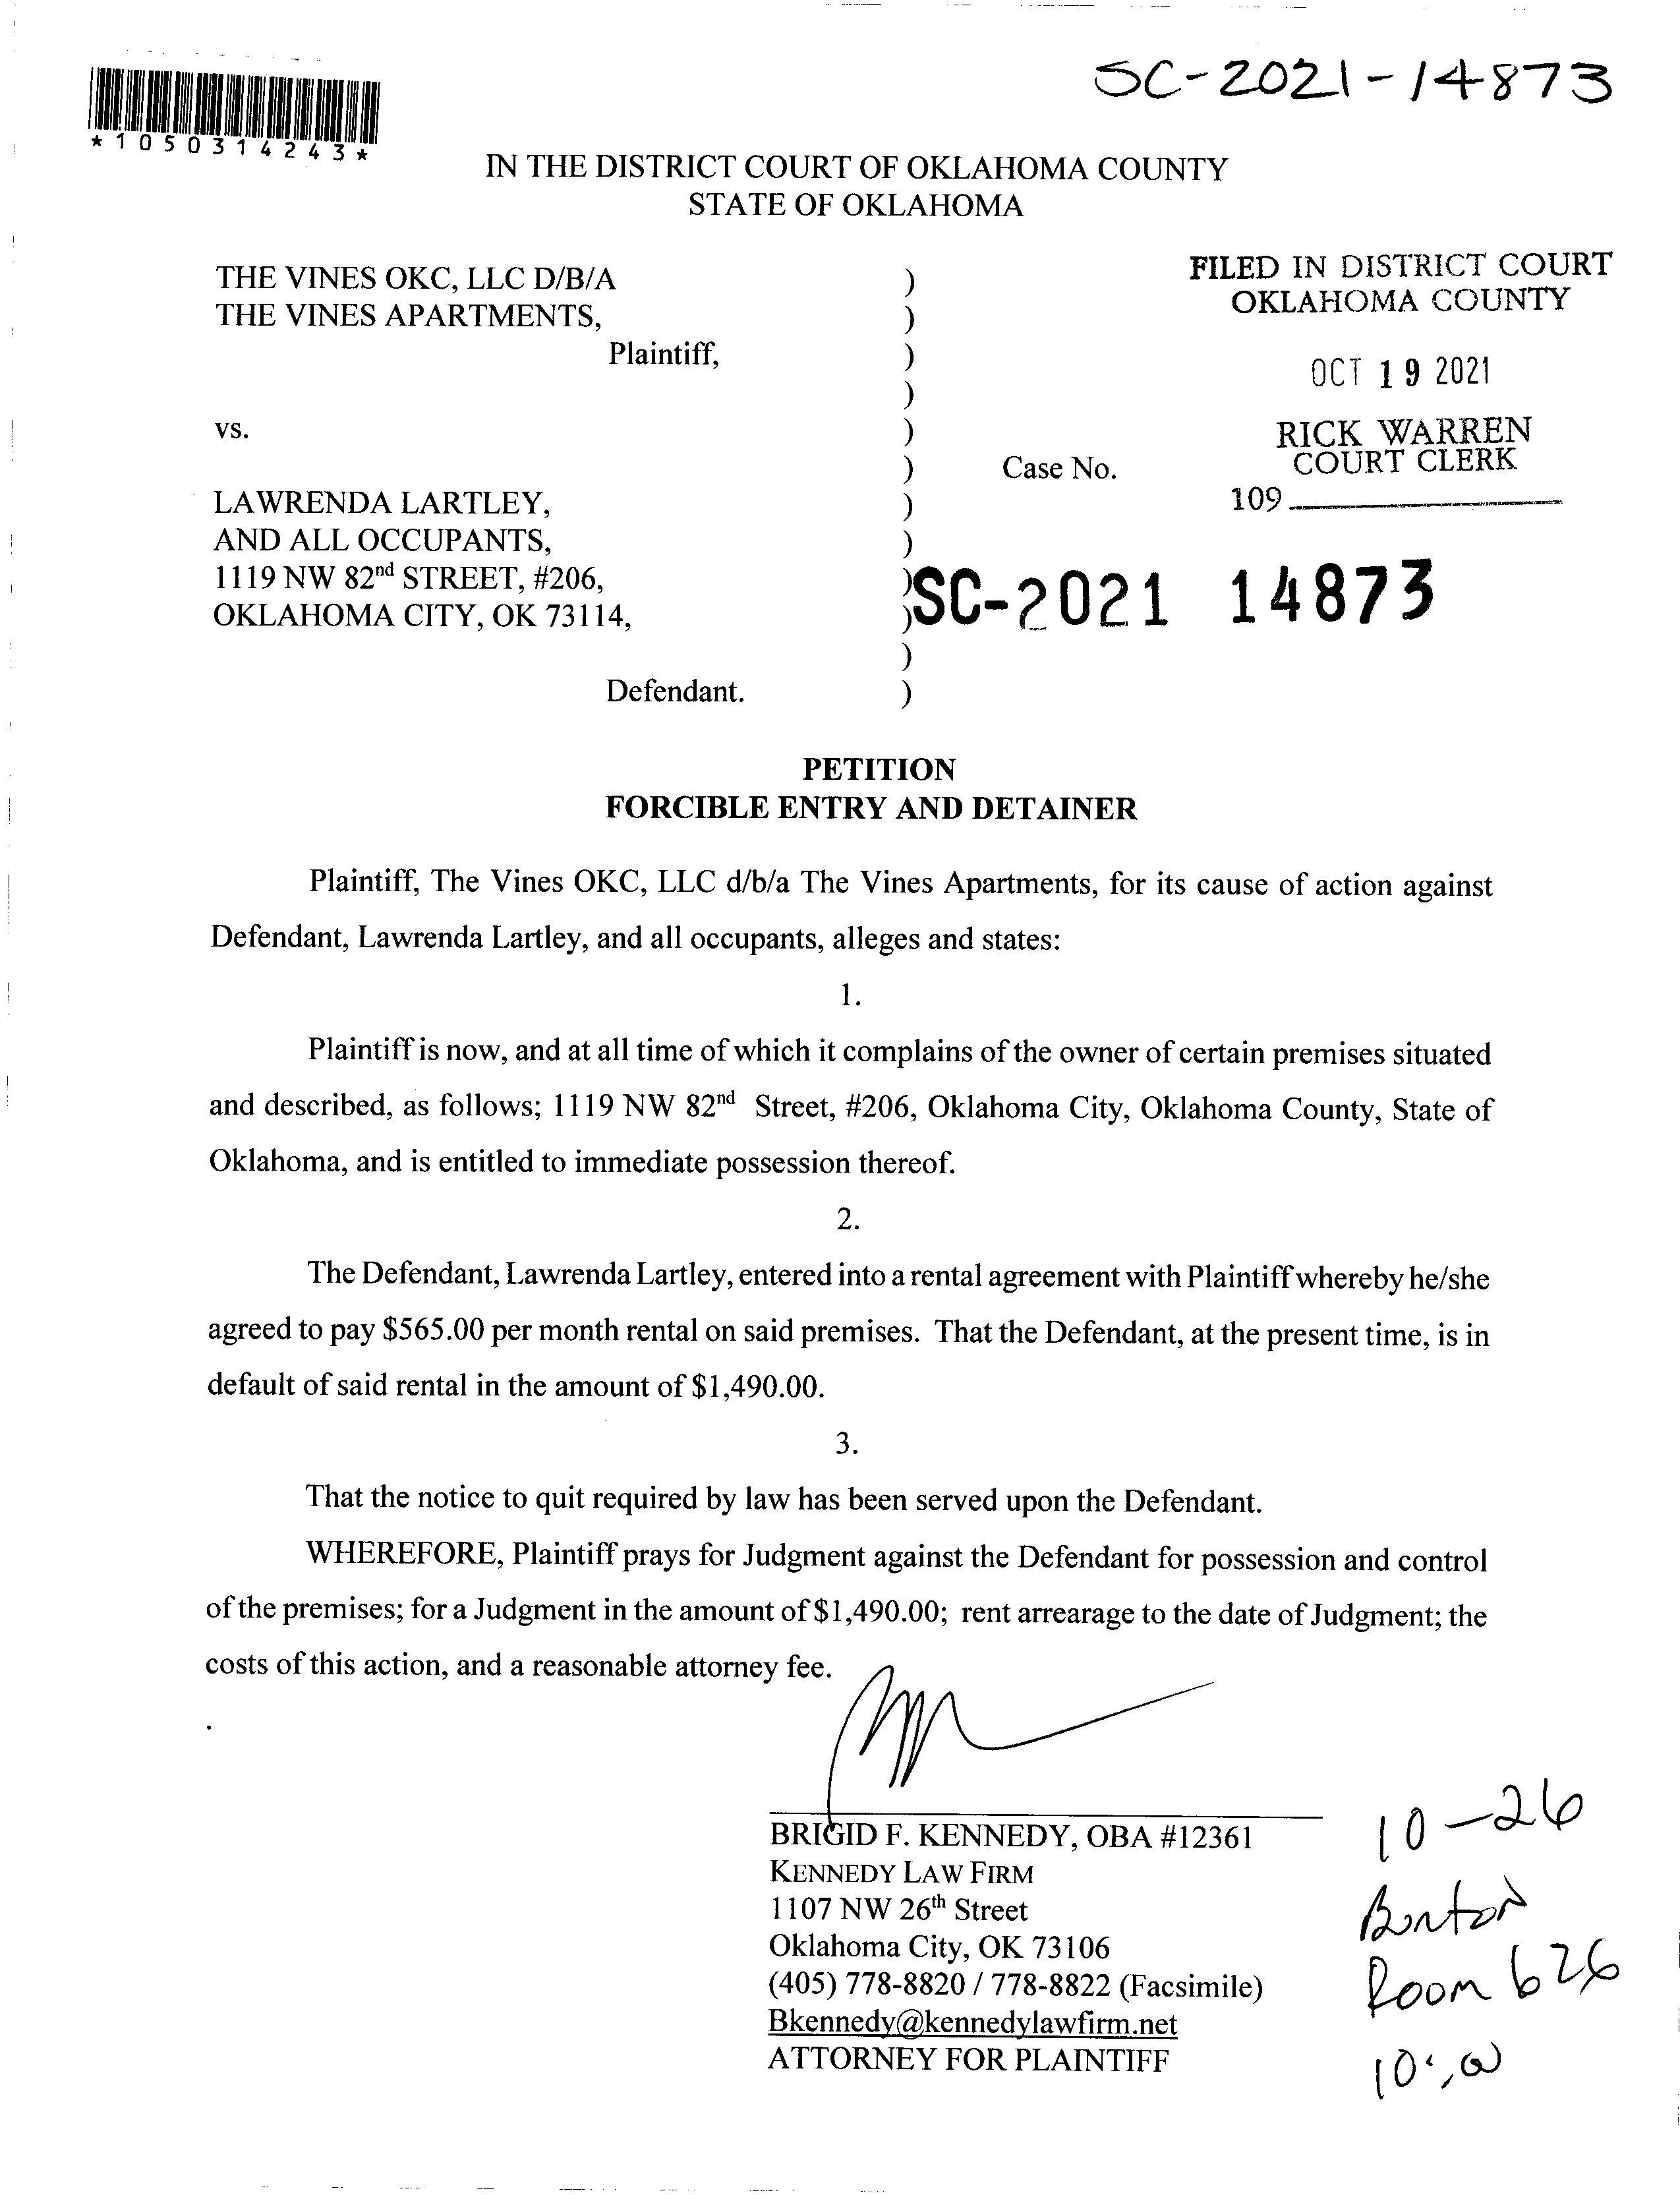 SC-2021-14873
*1050314243*
IN THE DISTRICT COURT OF OKLAHOMA COUNTY
STATE OF OKLAHOMA
THE VINES OKC, LLC D/B/A
THE VINES APARTMENTS,
Plaintiff,
vs.
LAWRENDA LARTLEY,
AND ALL OCCUPANTS,
1119 NW 82nd STREET, #206,
OKLAHOMA CITY, OK 73114,
Defendant.
)
)
)
)
)
)
)
)
)
)
)
)
FILED IN DISTRICT COURT
OKLAHOMA COUNTY
OCT 19 2021
RICK WARREN
COURT CLERK
109
Case No.
SC-2021 14873
PETITION
FORCIBLE ENTRY AND DETAINER
Plaintiff, The Vines OKC, LLC d/b/a The Vines Apartments, for its cause of action against
Defendant, Lawrenda Lartley, and all occupants, alleges and states:
1.
Plaintiff is now, and at all time of which it complains of the owner of certain premises situated
and described, as follows; 1119 NW 82nd Street, #206, Oklahoma City, Oklahoma County, State of
Oklahoma, and is entitled to immediate possession thereof.
2.
The Defendant, Lawrenda Lartley, entered into a rental agreement with Plaintiff whereby he/she
agreed to pay $565.00 per month rental on said premises. That the Defendant, at the present time, is in
default of said rental in the amount of $1,490.00.
3.
That the notice to quit required by law has been served upon the Defendant.
WHEREFORE, Plaintiff prays for Judgment against the Defendant for possession and control
of the premises; for a Judgment in the amount of $1,490.00; rent arrearage to the date of Judgment; the
costs of this action, and a reasonable attorney fee.
.
BRIGID F. KENNEDY, OBA #12361
KENNEDY LAW FIRM
1107 NW 26th Street
Oklahoma City, OK 73106
(405) 778-8820 / 778-8822 (Facsimile)
Bkennedy@kennedylawfirm.net
ATTORNEY FOR PLAINTIFF
10-26
Room 626
10:00